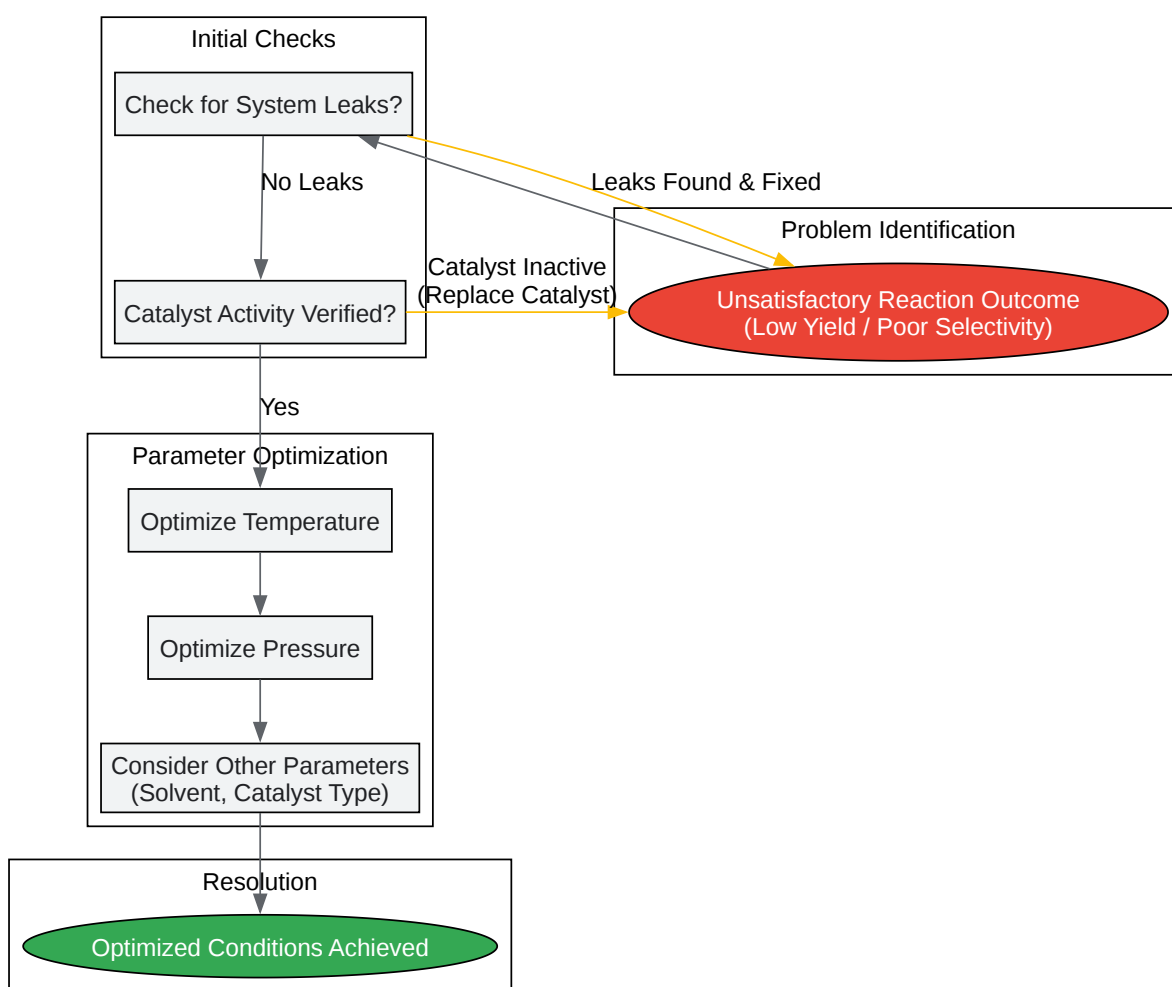 Initial Checks
Check for System Leaks?
No Leaks
Leaks Found & Fixed
Problem Identification
Catalyst Inactive
(Replace Catalyst)
Unsatisfactory Reaction Outcome
(Low Yield / Poor Selectivity)
Catalyst Activity Verified?
Yes
Parameter Optimization
Optimize Temperature
Optimize Pressure
Consider Other Parameters
(Solvent, Catalyst Type)
Resolution
Optimized Conditions Achieved